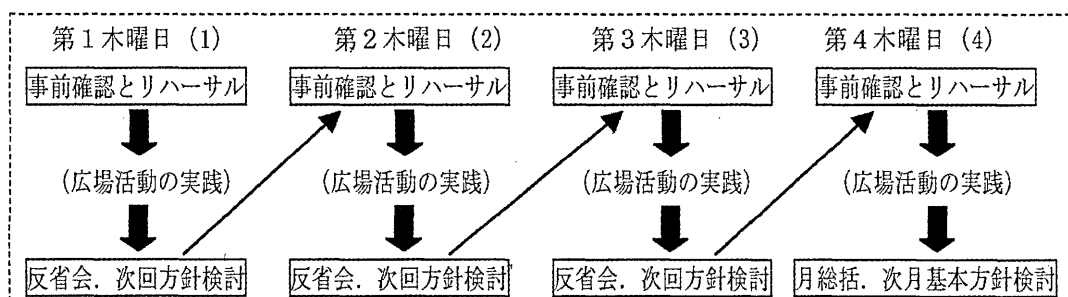 第1木曜日 (1) 第2木曜日 (2) 第3木曜日 (3) 第4木曜日 (4)
事前確認とリハーサル 事前確認とリハーサル 事前確認とリハーサル 事前確認とリハーサル
(広場活動の実践) (広場活動の実践) (広場活動の実践) (広場活動の実践)
反省会．次回方針検討 反省会．次回方針検討 反省会．次回方針検討 月総括．次月基本方針検討